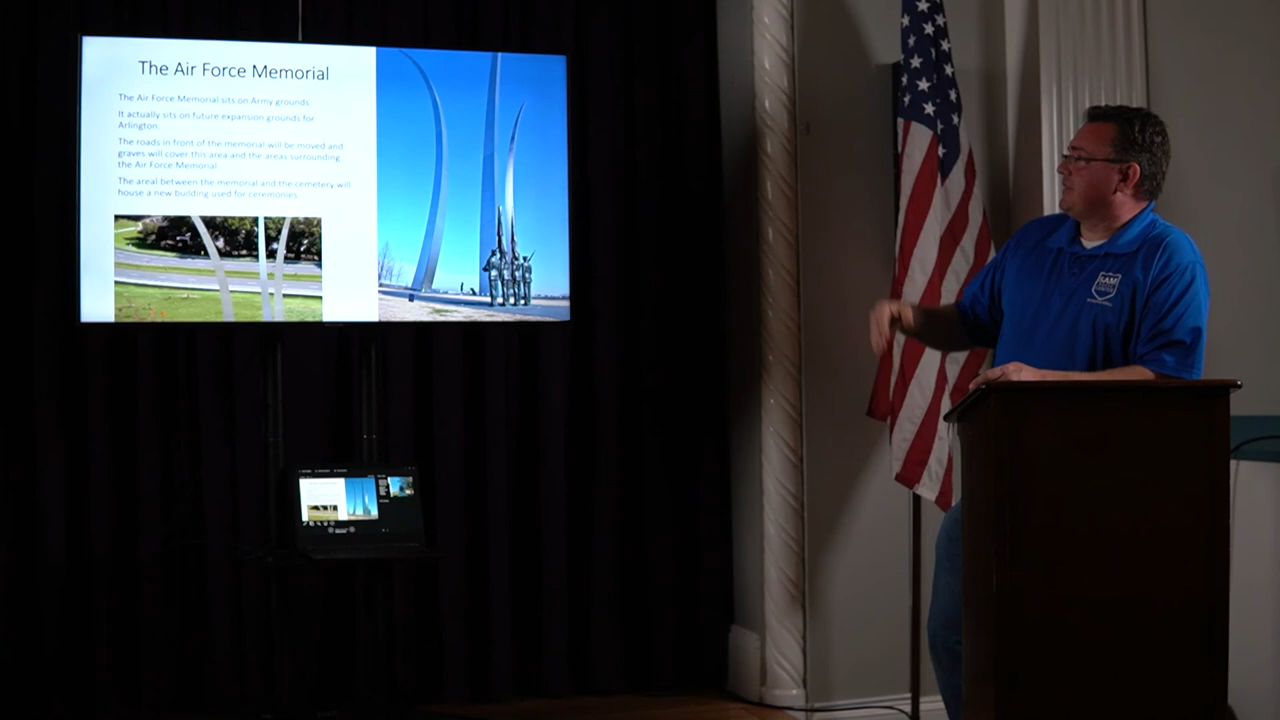 The Air Force Memorial
The Air Force Memorial sits on Army grounds.
It actually sits on future expansion grounds for
Arlington.
The roads in front of the memorial will be moved and
graves will cover this area and the areas surrounding
the Air Force Memorial.
The areal between the memorial and the cemetery will
house a new building used for ceremonies.